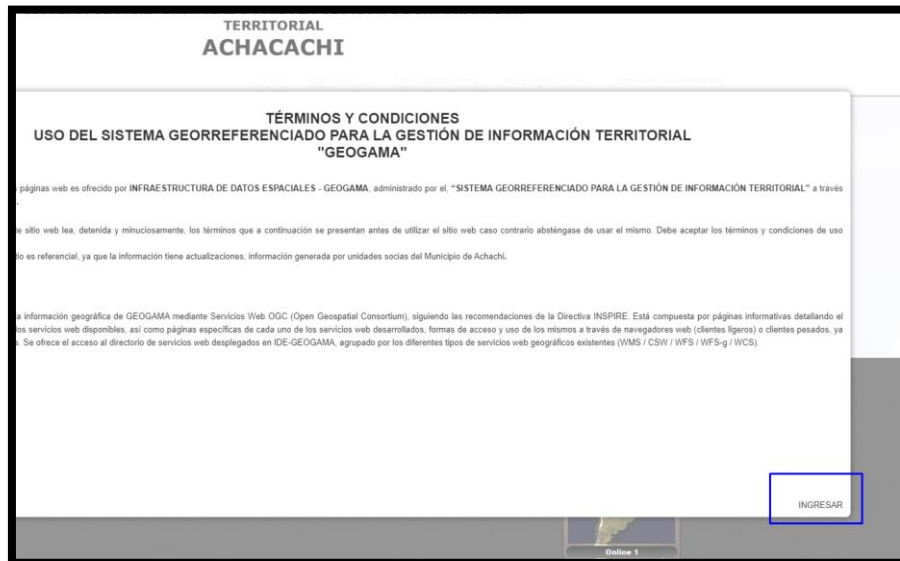 TERRITORIAL
ACHACACHI
TÉRMINOS Y CONDICIONES
USO DEL SISTEMA GEORREFERENCIADO PARA LA GESTIÓN DE INFORMACIÓN TERRITORIAL
"GEOGAMA"
páginas web es ofrecido por INFRAESTRUCTURA DE DATOS ESPACIALES - GEOGAMA, administrado por el, "SISTEMA GEORREFERENCIADO PARA LA GESTIÓN DE INFORMACIÓN TERRITORIAL" a través
sitio web lea, detenida y minuciosamente, los términos que a continuación se presentan antes de utilizar el sitio web caso contrario absténgase de usar el mismo. Debe aceptar los términos y condiciones de uso
es referencial, ya que la información tiene actualizaciones, información generada por unidades socias del Municipio de Achachi.
a información geográfica de GEOGAMA mediante Servicios Web OGC (Open Geospatial Consortium), siguiendo las recomendaciones de la Directiva INSPIRE. Está compuesta por páginas informativas detallando el
los servicios web disponibles, así como páginas específicas de cada uno de los servicios web desarrollados, formas de acceso y uso de los mismos a través de navegadores web (clientes ligeros) o clientes pesados, ya
. Se ofrece el acceso al directorio de servicios web desplegados en IDE-GEOGAMA, agrupado por los diferentes tipos de servicios web geográficos existentes (WMS / CSW / WFS / WFS-g / WCS).
INGRESAR
Online 1